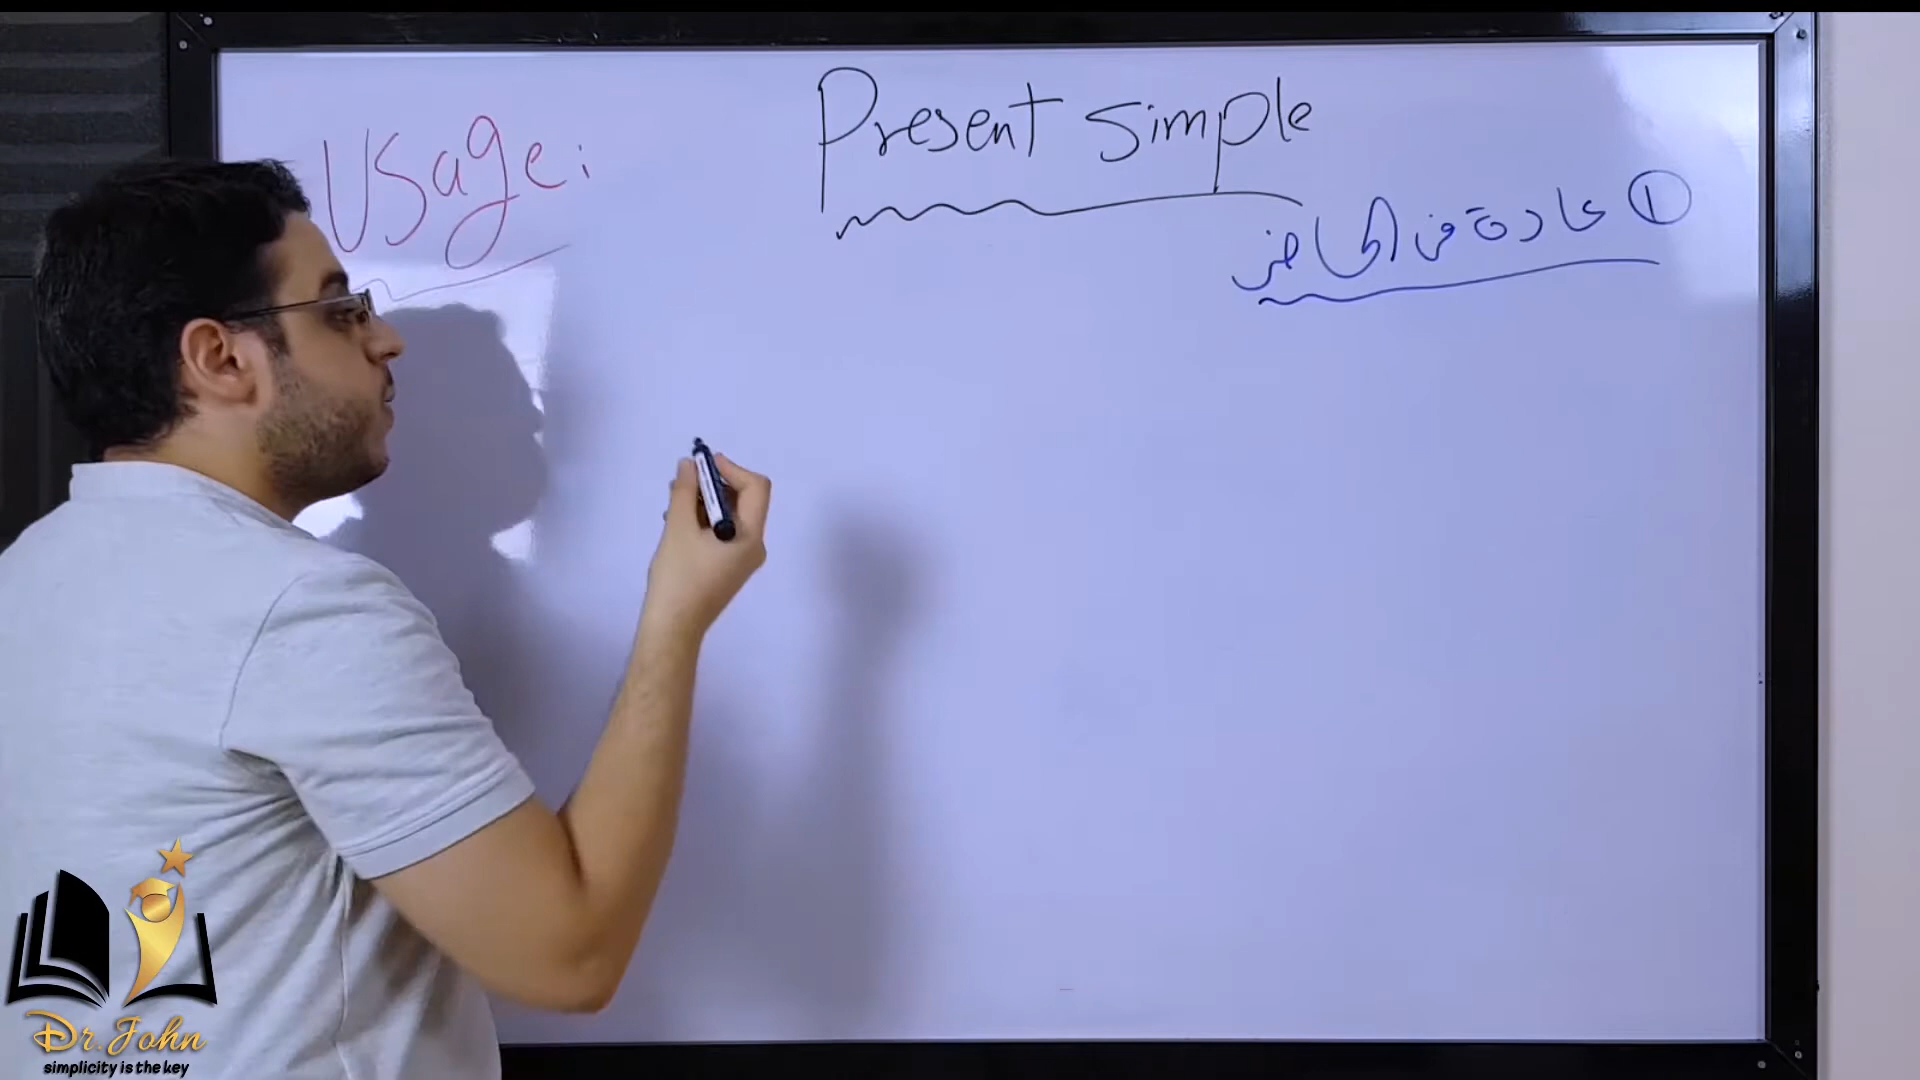 Present simple
Usage:
① عادة في الحاضر
Dr. John
simplicity is the key